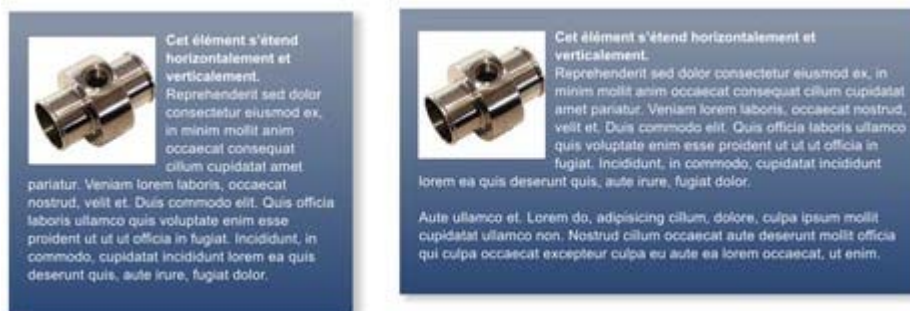 Cet élément s'étend
horizontalement et
verticalement.
Reprehenderit sed dolor
consectetur eiusmod ex,
in minim mollit anim
occaecat consequat
cillum cupidatat amet
pariatur. Veniam lorem laboris, occaecat
nostrud, velit et. Duis commodo elit. Quis officia
laboris ullamco quis voluptate enim esse
proident ut ut ut officia in fugiat. Incididunt, in
commodo, cupidatat incididunt lorem ea quis
deserunt quis, aute irure, fugiat dolor.
Cet élément s'étend horizontalement et
verticalement.
Reprehenderit sed dolor consectetur eiusmod ex, in
minim mollit anim occaecat consequat cillum cupidatat
amet pariatur. Veniam lorem laboris, occaecat nostrud,
velit et. Duis commodo elit. Quis officia laboris ullamco
quis voluptate enim esse proident ut ut ut officia in
fugiat. Incididunt, in commodo, cupidatat incididunt
lorem ea quis deserunt quis, aute irure, fugiat dolor.
Aute ullamco et. Lorem do, adipisicing cillum, dolore, culpa ipsum mollit
cupidatat ullamco non. Nostrud cillum occaecat aute deserunt mollit officia
qui culpa occaecat excepteur culpa eu aute ea lorem occaecat, ut enim.